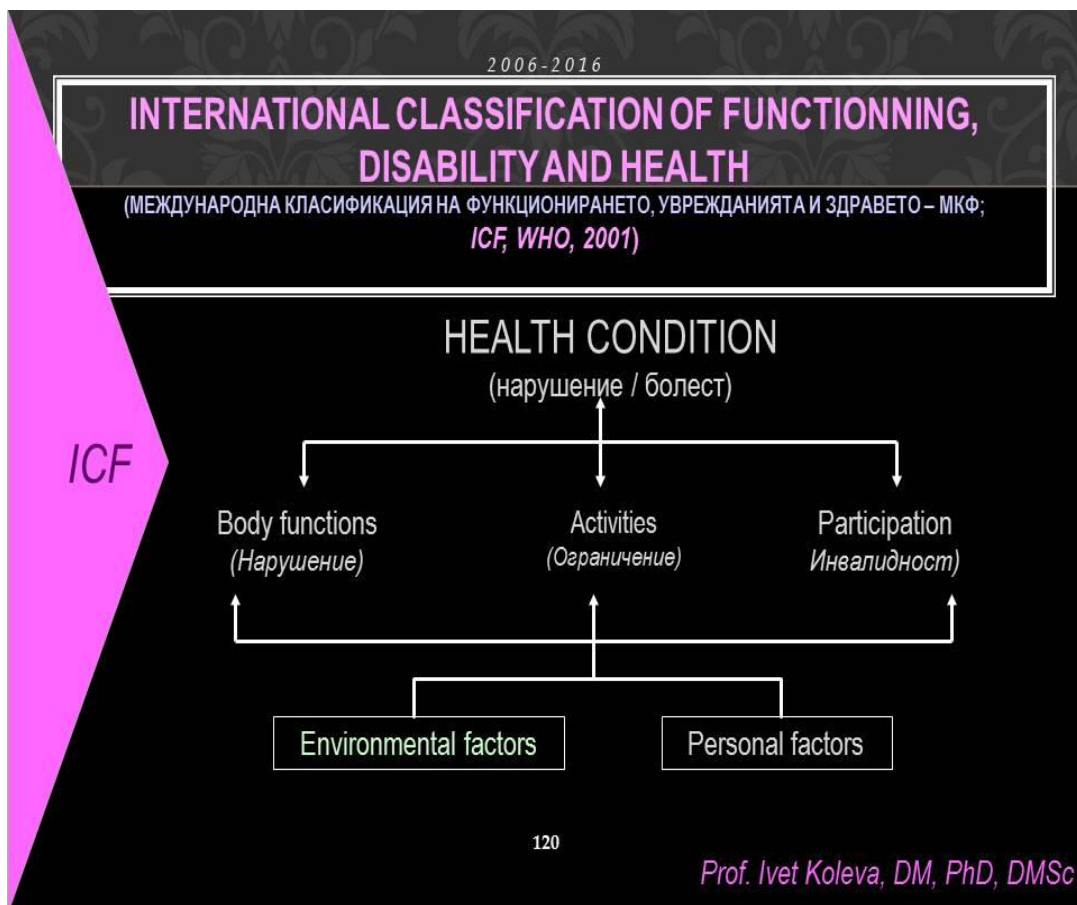 2006-2016
INTERNATIONAL CLASSIFICATION OF FUNCTIONNING,
DISABILITY AND HEALTH
(МЕЖДУНАРОДНА КЛАСИФИКАЦИЯ НА ФУНКЦИОНИРАНЕТО, УВРЕЖДАНИЯТА И ЗДРАВЕТО – МКФ;
ICF, WHO, 2001)
ICF
HEALTH CONDITION
(нарушение / болест)
Body functions
(Нарушение)
Activities
(Ограничение)
Participation
Инвалидност)
Environmental factors
Personal factors
120
Prof. Ivet Koleva, DM, PhD, DMSc